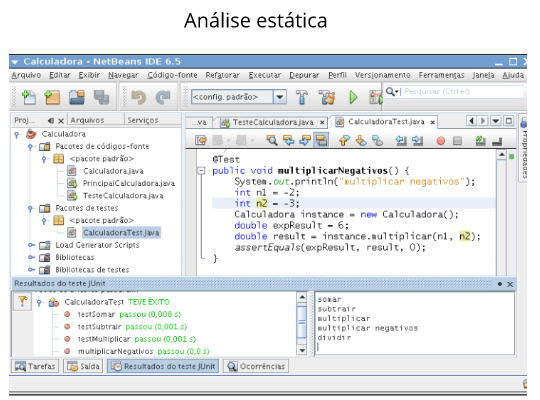 Análise estática
Calculadora - NetBeans IDE 6.5
Arquivo Editar Exibir Navegar Código-fonte Refatorar Executar Depurar Perfil Versionamento Ferramentas Janela Ajuda
<config. padrão>
Pesquisar (Ctrl+I)
Proj... Arquivos Serviços
...va TesteCalculadora.java CalculadoraTest.java
Propriedades
Calculadora
Pacotes de códigos-fonte
<pacote padrão>
Calculadora.java
PrincipalCalculadora.java
TesteCalculadora.java
Pacotes de testes
<pacote padrão>
CalculadoraTest.java
Load Generator Scripts
Bibliotecas
Bibliotecas de testes
@Test
public void multiplicarNegativos() {
System.out.println("multiplicar negativos");
int n1 = -2;
int n2 = -3;
Calculadora instance = new Calculadora();
double expResult = 6;
double result = instance.multiplicar(n1, n2);
assertEquals(expResult, result, 0);
}
Resultados do teste JUnit
CalculadoraTest TEVE ÊXITO
testSomar passou (0,008 s)
testSubtrair passou (0,001 s)
testMultiplicar passou (0,001 s)
multiplicarNegativos passou (0,0 s)
somar
subtrair
multiplicar
multiplicar negativos
dividir
Tarefas Saída Resultados do teste JUnit Ocorrências